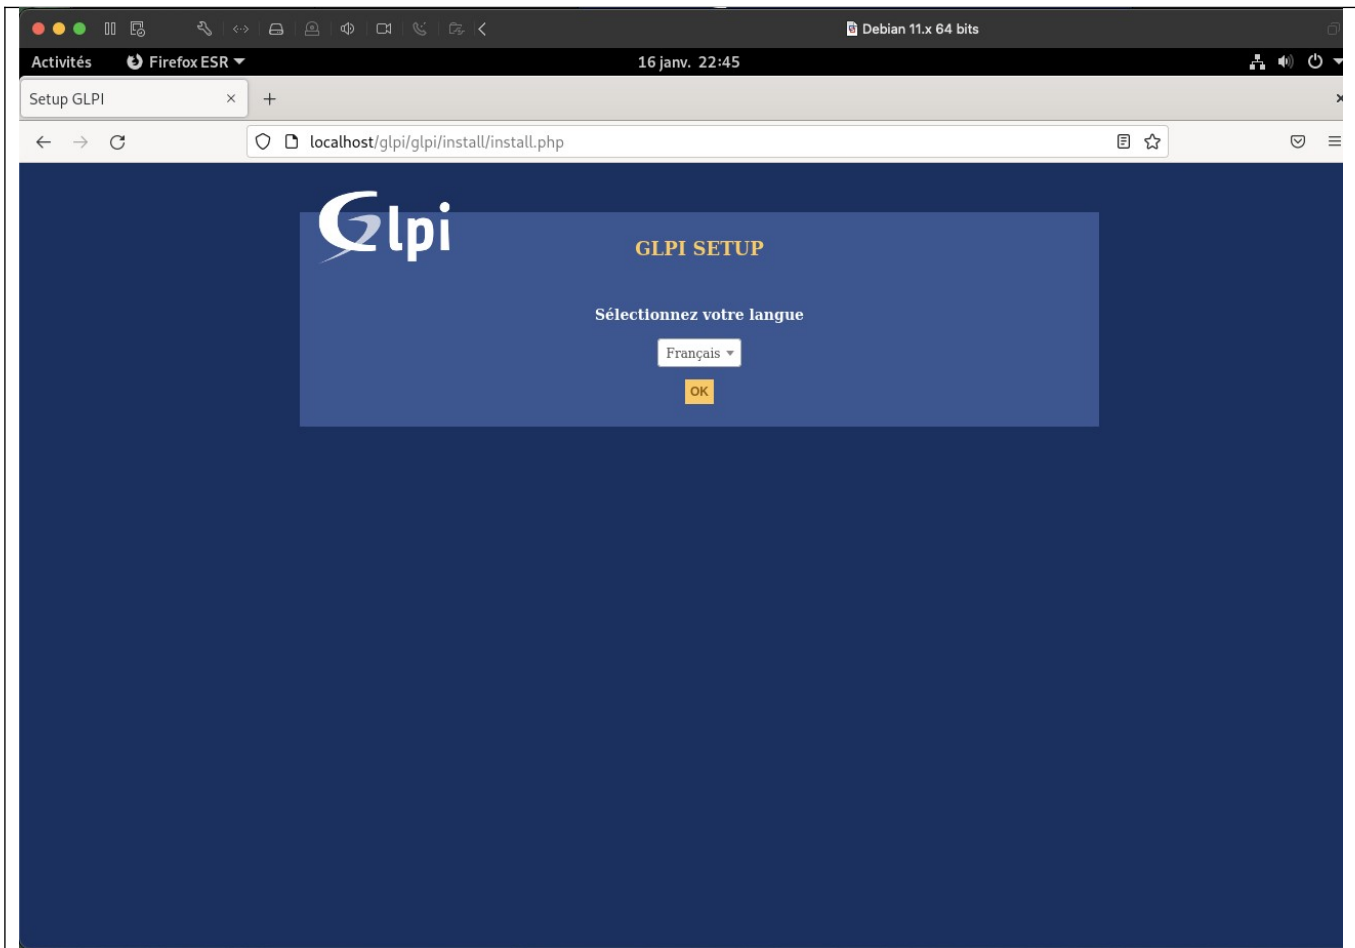 Debian 11.x 64 bits
Activités Firefox ESR 16 janv. 22:45
Setup GLPI
localhost/glpi/glpi/install/install.php
Glpi
GLPI SETUP
Sélectionnez votre langue
Français
OK